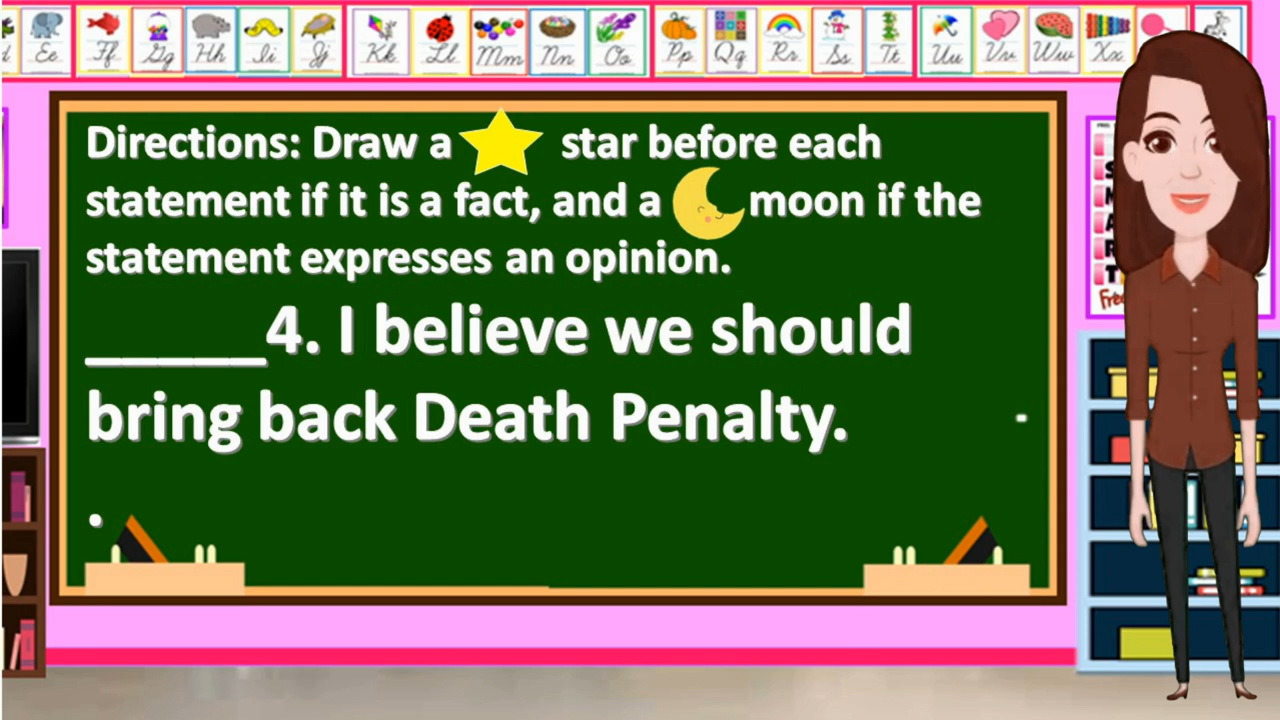 Ee Ff Gg Hh Ii Jj Kk Ll Mm Nn Oo Pp Qq Rr Ss Tt Uu Vv Ww Xx
Directions: Draw a star before each
statement if it is a fact, and a moon if the
statement expresses an opinion.
_____4. I believe we should
bring back Death Penalty.
.